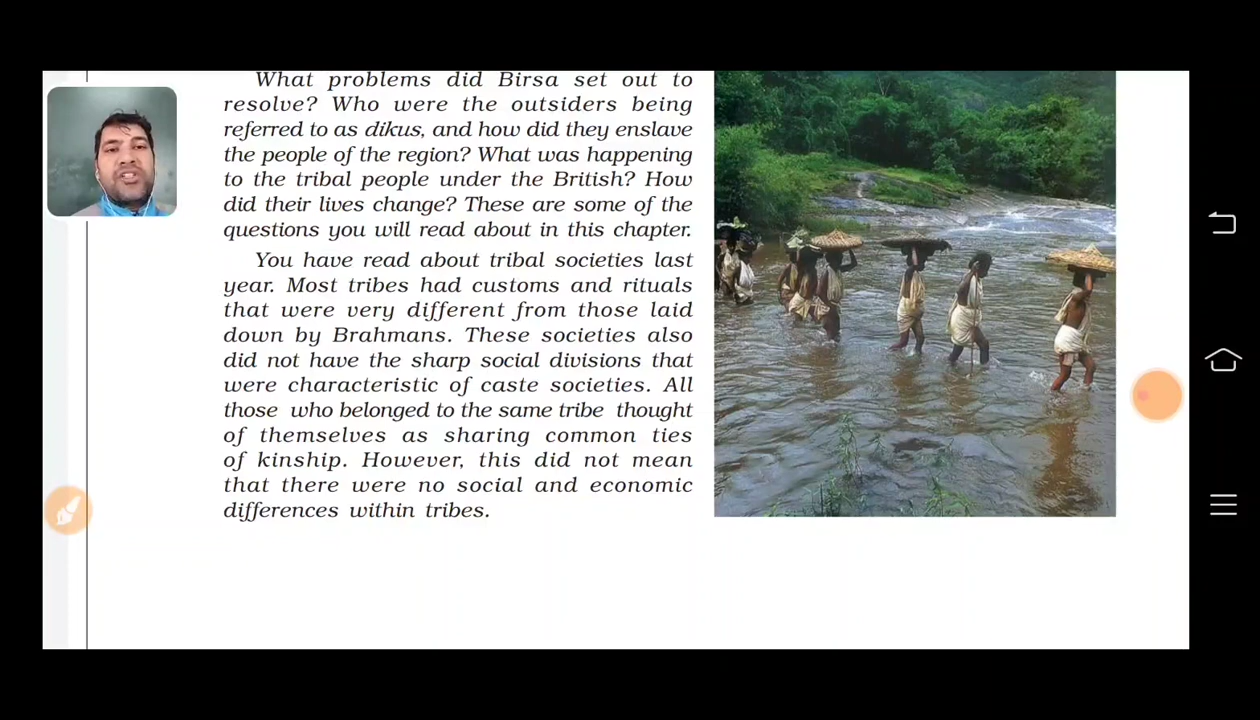 What problems did Birsa set out to
resolve? Who were the outsiders being
referred to as dikus, and how did they enslave
the people of the region? What was happening
to the tribal people under the British? How
did their lives change? These are some of the
questions you will read about in this chapter.
You have read about tribal societies last
year. Most tribes had customs and rituals
that were very different from those laid
down by Brahmans. These societies also
did not have the sharp social divisions that
were characteristic of caste societies. All
those who belonged to the same tribe thought
of themselves as sharing common ties
of kinship. However, this did not mean
that there were no social and economic
differences within tribes.